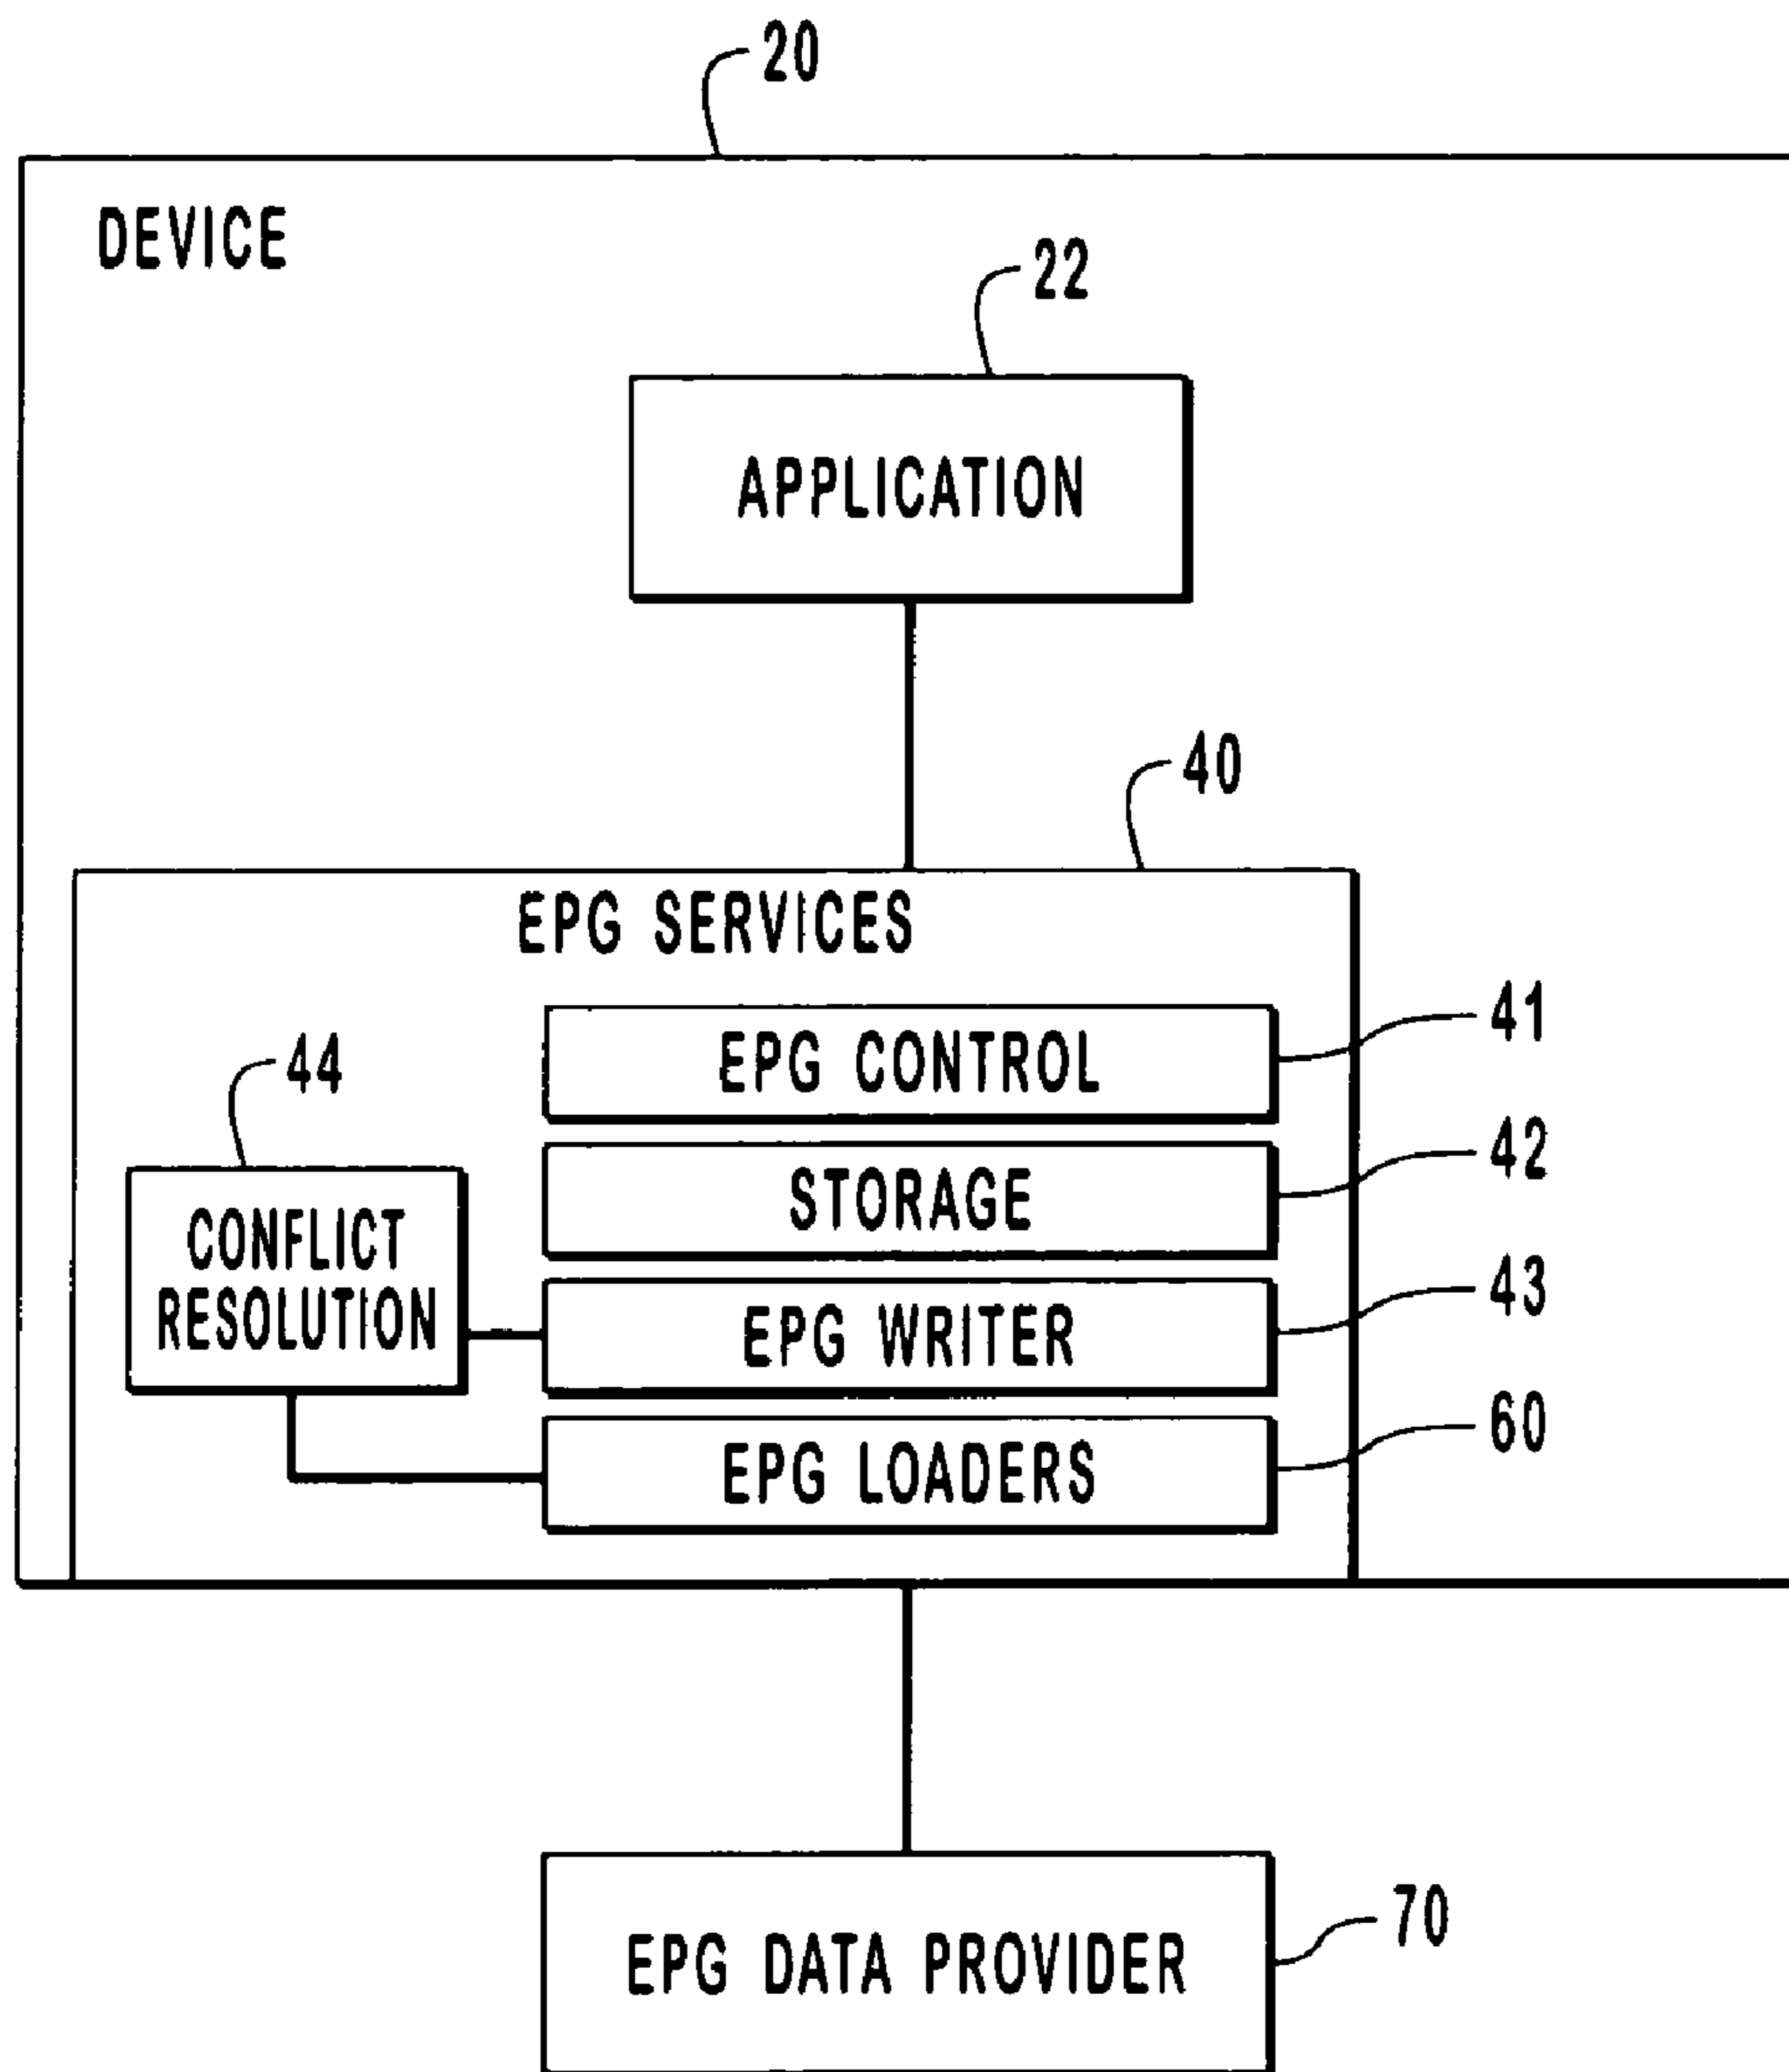 20
DEVICE
22
APPLICATION
40
EPG SERVICES
41
EPG CONTROL
44
42
STORAGE
CONFLICT
RESOLUTION
43
EPG WRITER
60
EPG LOADERS
70
EPG DATA PROVIDER